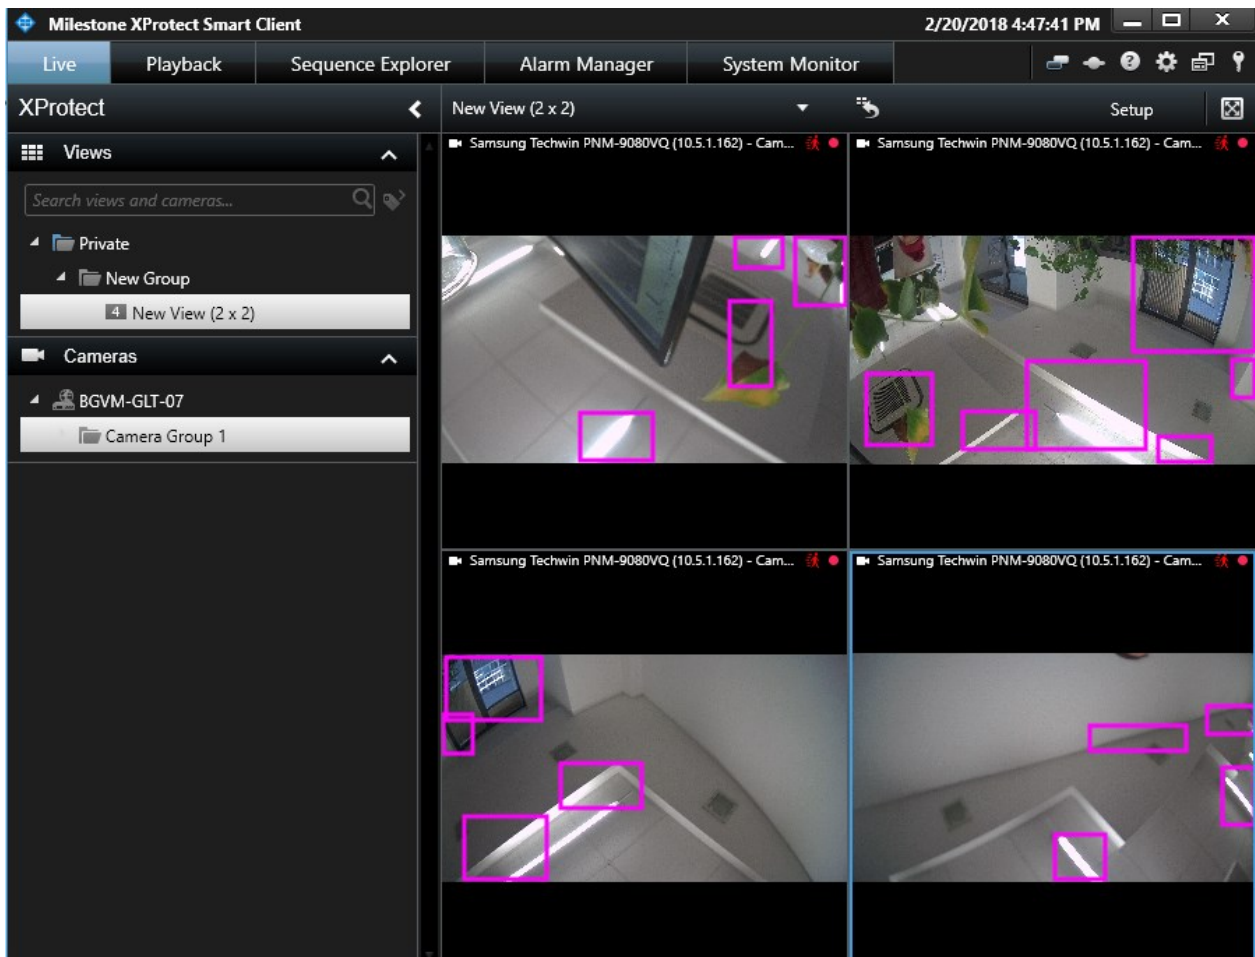 Milestone XProtect Smart Client
2/20/2018 4:47:41 PM
Live
Playback
Sequence Explorer
Alarm Manager
System Monitor
XProtect
New View (2 x 2)
Setup
Views
Search views and cameras...
Private
New Group
4 New View (2 x 2)
Cameras
BGVM-GLT-07
Camera Group 1
Samsung Techwin PNM-9080VQ (10.5.1.162) - Cam...
Samsung Techwin PNM-9080VQ (10.5.1.162) - Cam...
Samsung Techwin PNM-9080VQ (10.5.1.162) - Cam...
Samsung Techwin PNM-9080VQ (10.5.1.162) - Cam...